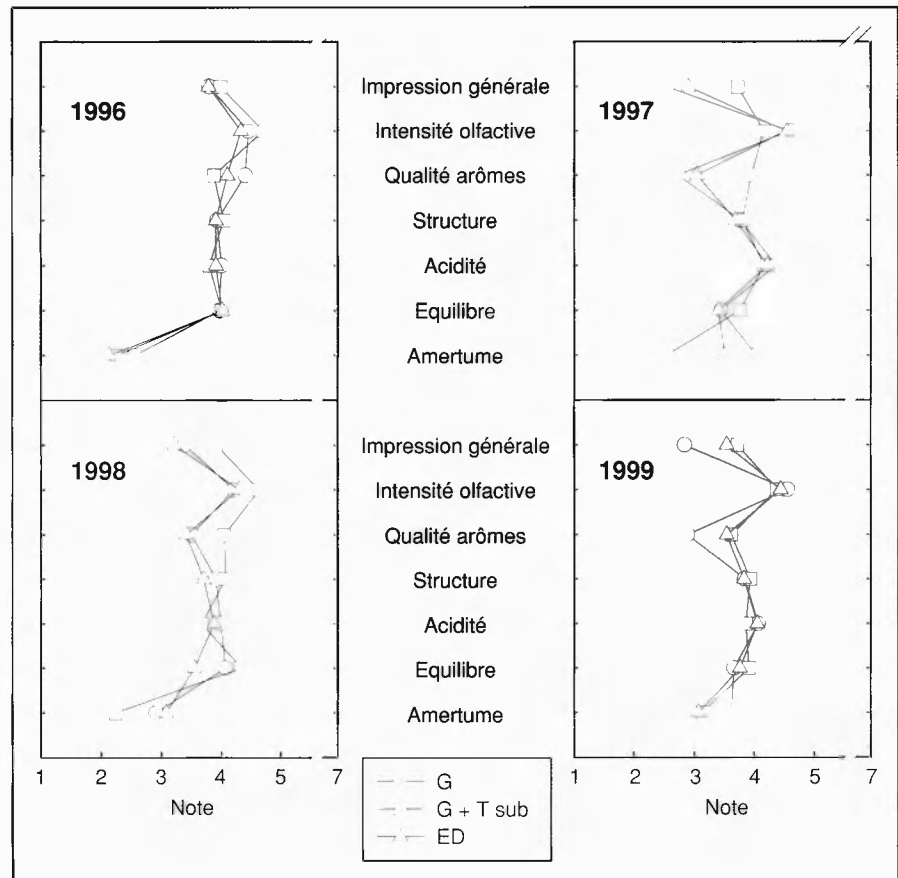 1996
Impression générale
Intensité olfactive
Qualité arômes
Structure
Acidité
Equilibre
Amertume
1997
1998
Impression générale
Intensité olfactive
Qualité arômes
Structure
Acidité
Equilibre
Amertume
1999
1 2 3 4 5 7
Note
1 2 3 4 5 7
Note
G
G + T sub
ED